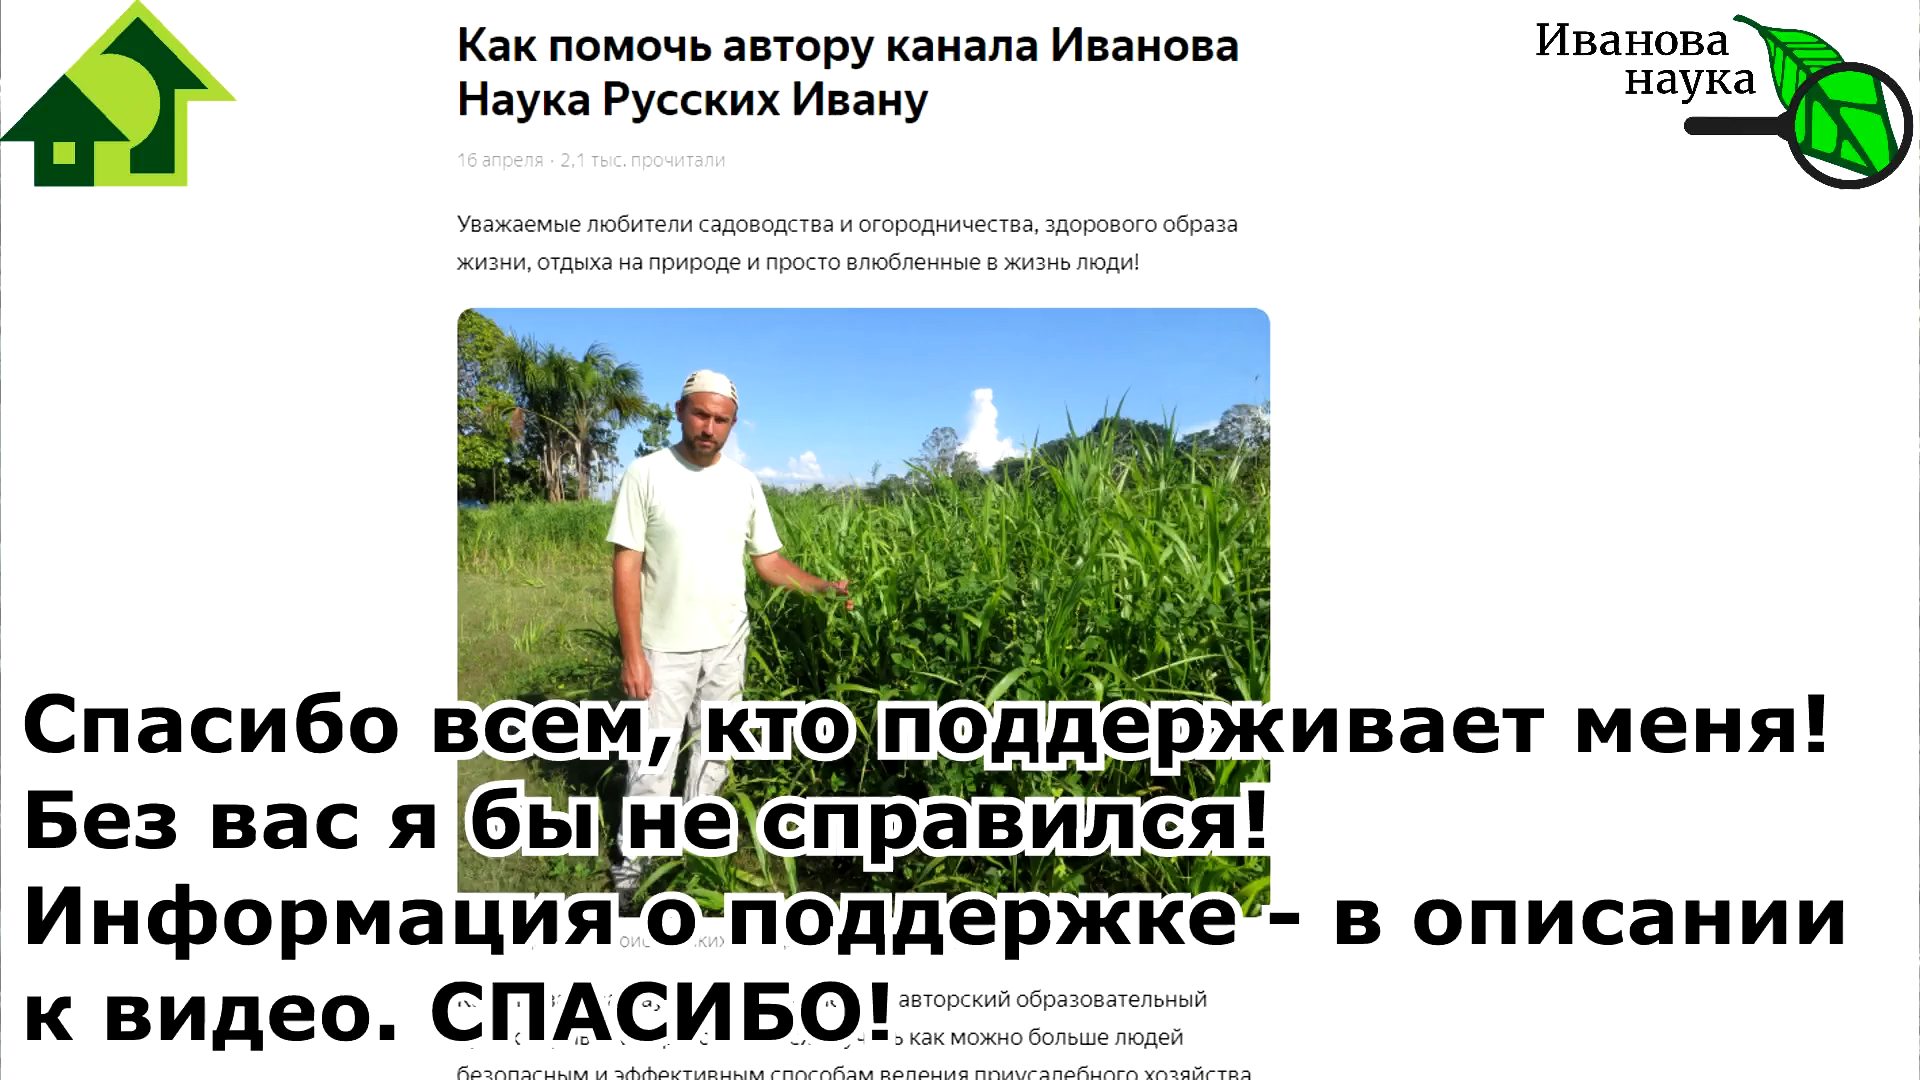 Как помочь автору канала Иванова
Наука Русских Ивану
16 апреля · 2,1 тыс. прочитали
Уважаемые любители садоводства и огородничества, здорового образа
жизни, отдыха на природе и просто влюбленные в жизнь люди!
Иванова
наука
Спасибо всем, кто поддерживает меня!
Без вас я бы не справился!
Информация о поддержке - в описании
к видео. СПАСИБО!
авторский образовательный
как можно больше людей
безопасным и эффективным способам ведения приусадебного хозяйства